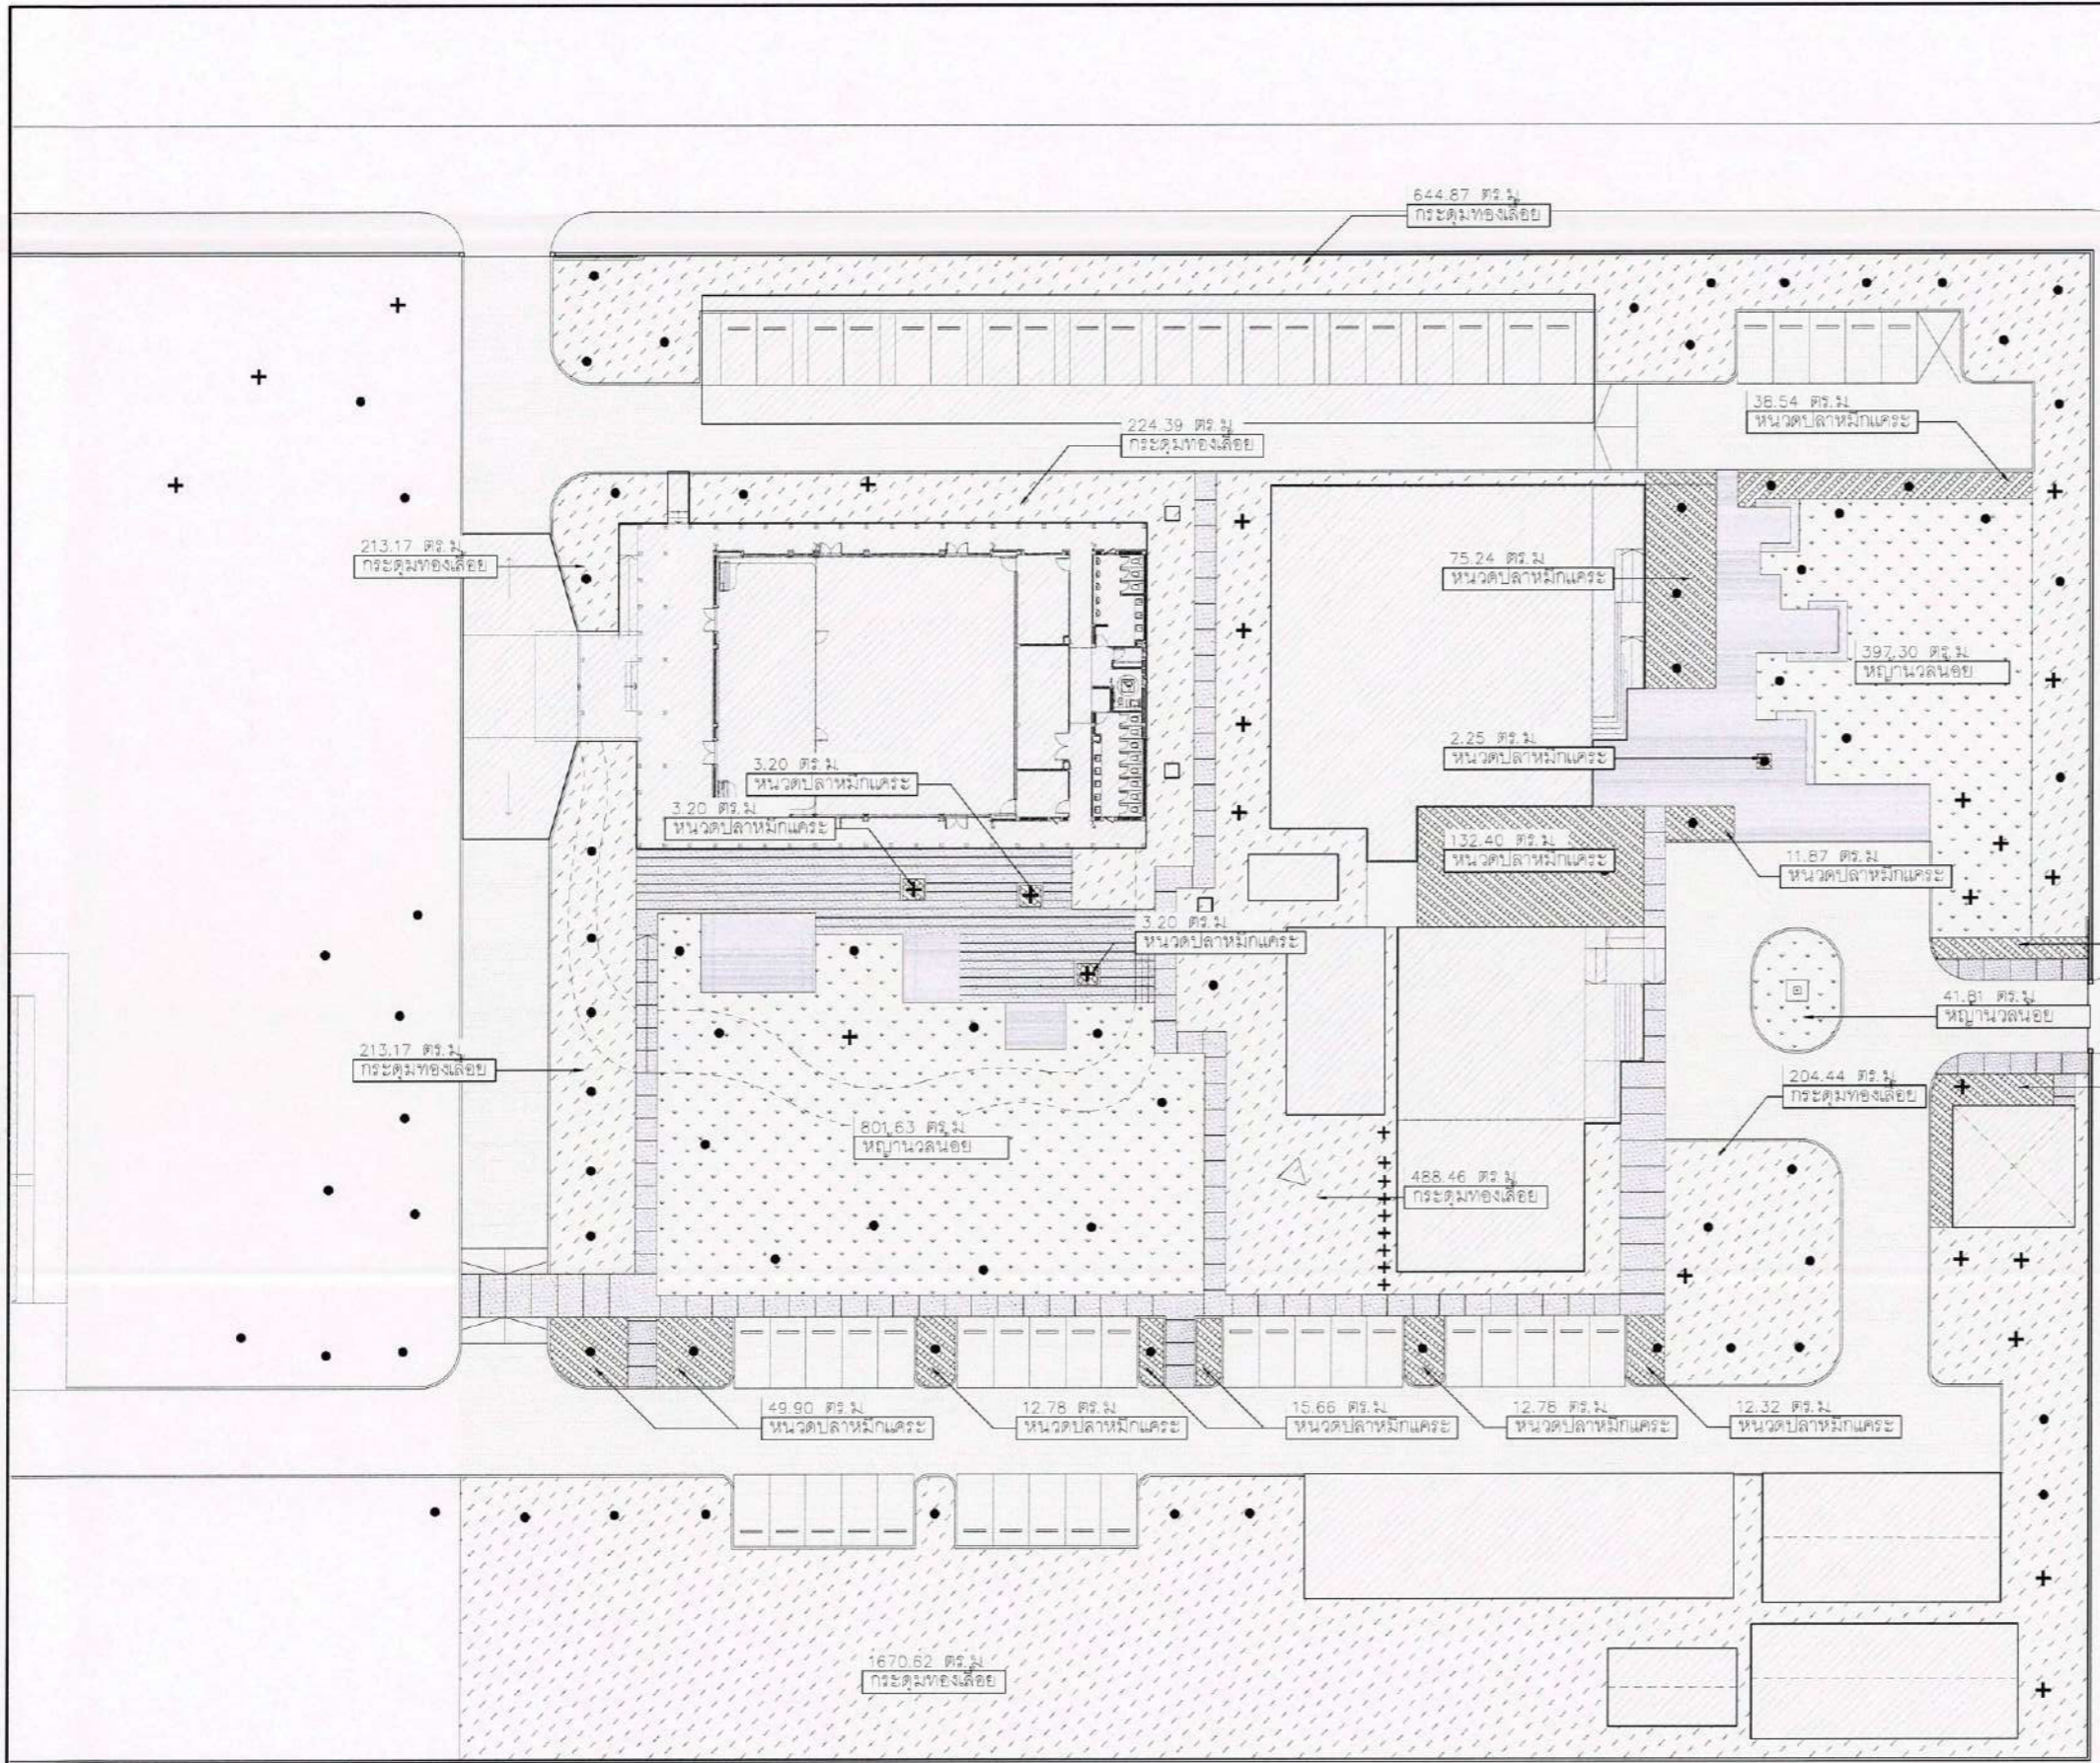 644.87 ตร.ม
กระดุมทองเลื้อย
38.54 ตร.ม
หนวดปลาหมึกแคระ
224.39 ตร.ม
กระดุมทองเลื้อย
213.17 ตร.ม
กระดุมทองเลื้อย
75.24 ตร.ม
หนวดปลาหมึกแคระ
397.30 ตร.ม
หญ้านวลน้อย
2.25 ตร.ม
หนวดปลาหมึกแคระ
3.20 ตร.ม
หนวดปลาหมึกแคระ
3.20 ตร.ม
หนวดปลาหมึกแคระ
132.40 ตร.ม
หนวดปลาหมึกแคระ
11.87 ตร.ม
หนวดปลาหมึกแคระ
3.20 ตร.ม
หนวดปลาหมึกแคระ
41.81 ตร.ม
หญ้านวลน้อย
213.17 ตร.ม
กระดุมทองเลื้อย
204.44 ตร.ม
กระดุมทองเลื้อย
801.63 ตร.ม
หญ้านวลน้อย
488.46 ตร.ม
กระดุมทองเลื้อย
49.90 ตร.ม
หนวดปลาหมึกแคระ
12.78 ตร.ม
หนวดปลาหมึกแคระ
15.66 ตร.ม
หนวดปลาหมึกแคระ
12.78 ตร.ม
หนวดปลาหมึกแคระ
12.32 ตร.ม
หนวดปลาหมึกแคระ
1670.62 ตร.ม
กระดุมทองเลื้อย